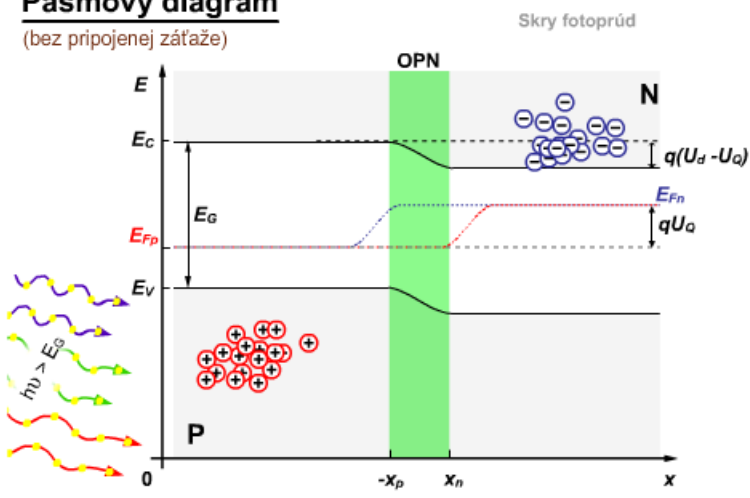 Pásmový diagram
(bez pripojenej záťaže)
Skry fotoprúd
OPN
E
N
E_C
q(U_d -U_Q)
E_G
E_Fn
E_Fp
qU_Q
E_V
hυ > E_G
P
0
-x_p
x_n
x